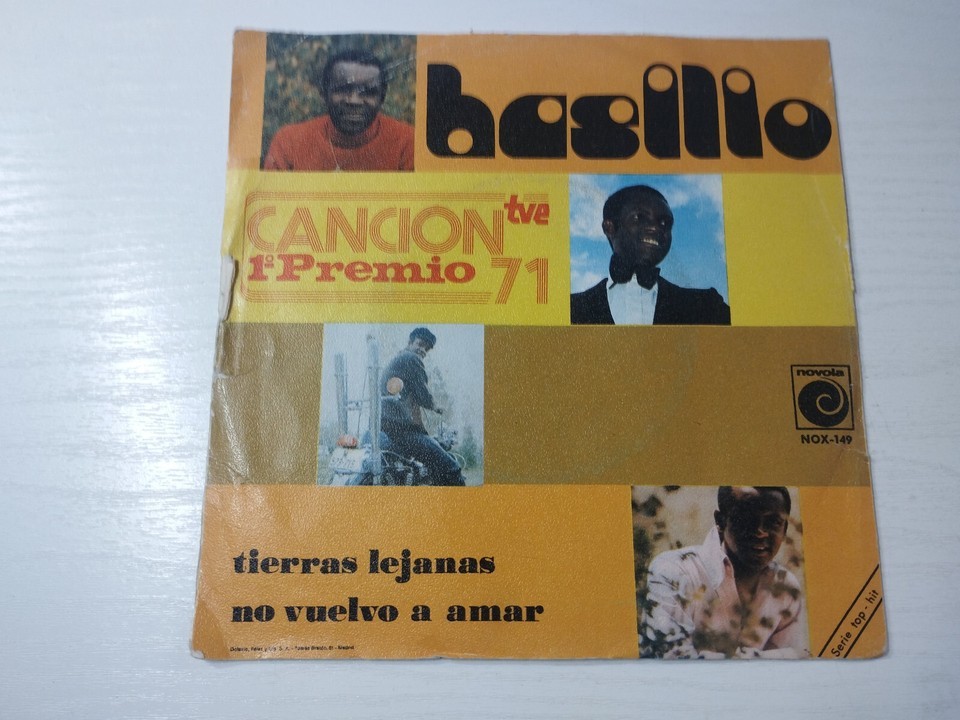 basilio
CANCION tve
1º Premio 71
novola
NOX-149
tierras lejanas
no vuelvo a amar
Serie top - hit